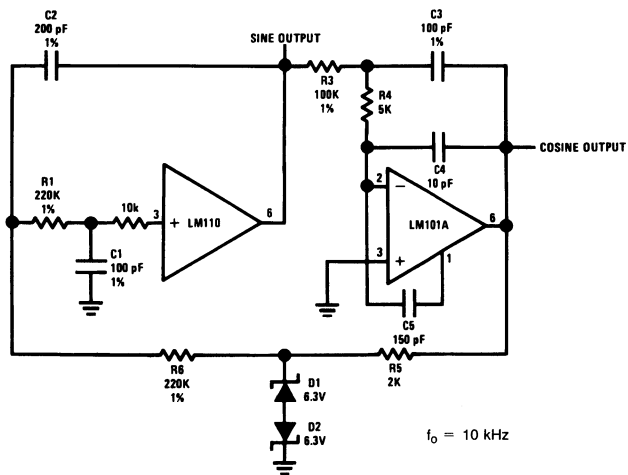 C2
200 pF
1%
SINE OUTPUT
R3
100K
1%
C3
100 pF
1%
R4
5K
C4
10 pF
COSINE OUTPUT
R1
220K
1%
10k
3
+
LM110
6
C1
100 pF
1%
2
−
LM101A
6
3
+
1
C5
150 pF
R6
220K
1%
R5
2K
D1
6.3V
D2
6.3V
fo = 10 kHz